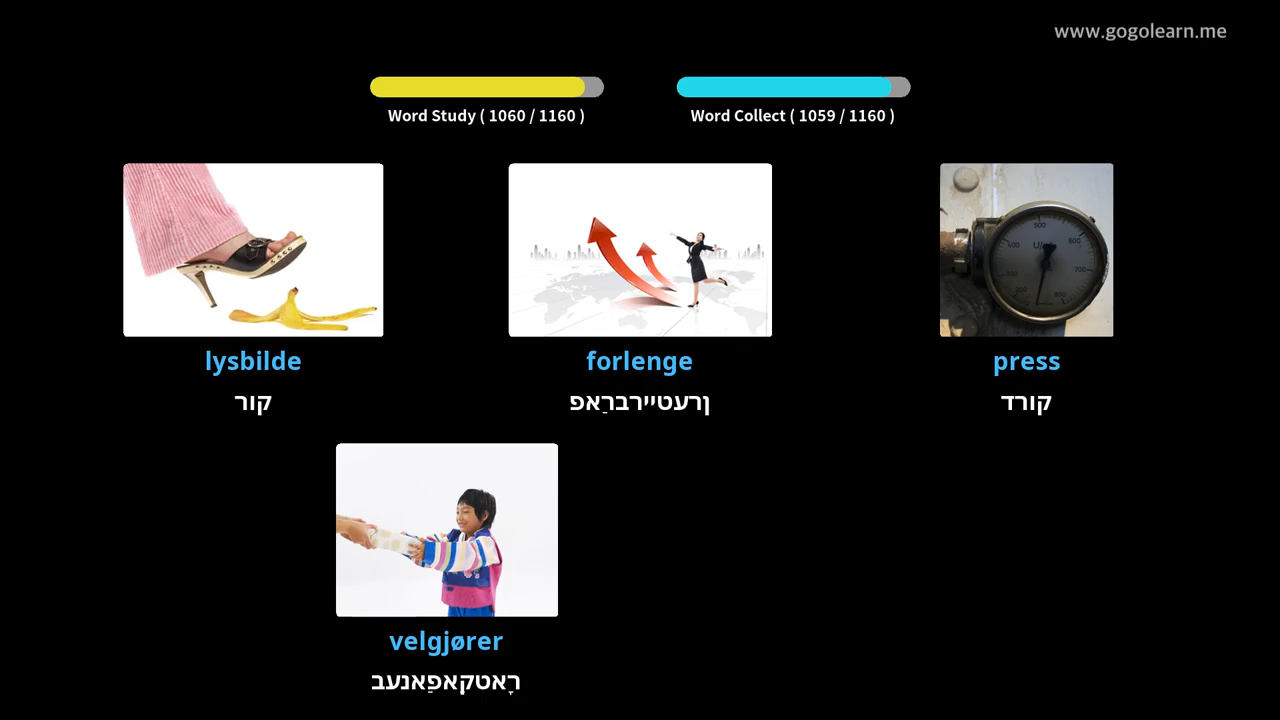 www.gogolearn.me
Word Study ( 1060 / 1160 )
Word Collect ( 1059 / 1160 )
lysbilde
forlenge
press
קור
ןרעטיירברַאפ
קורד
velgjører
רָאטקאפַאנעב